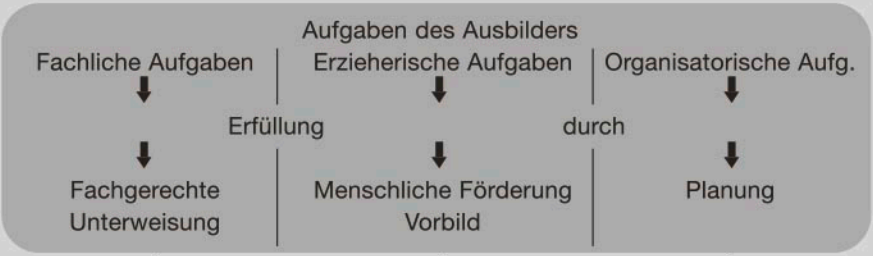 Aufgaben des Ausbilders
Fachliche Aufgaben Erzieherische Aufgaben Organisatorische Aufg.
Erfüllung durch
Fachgerechte Menschliche Förderung Planung
Unterweisung Vorbild